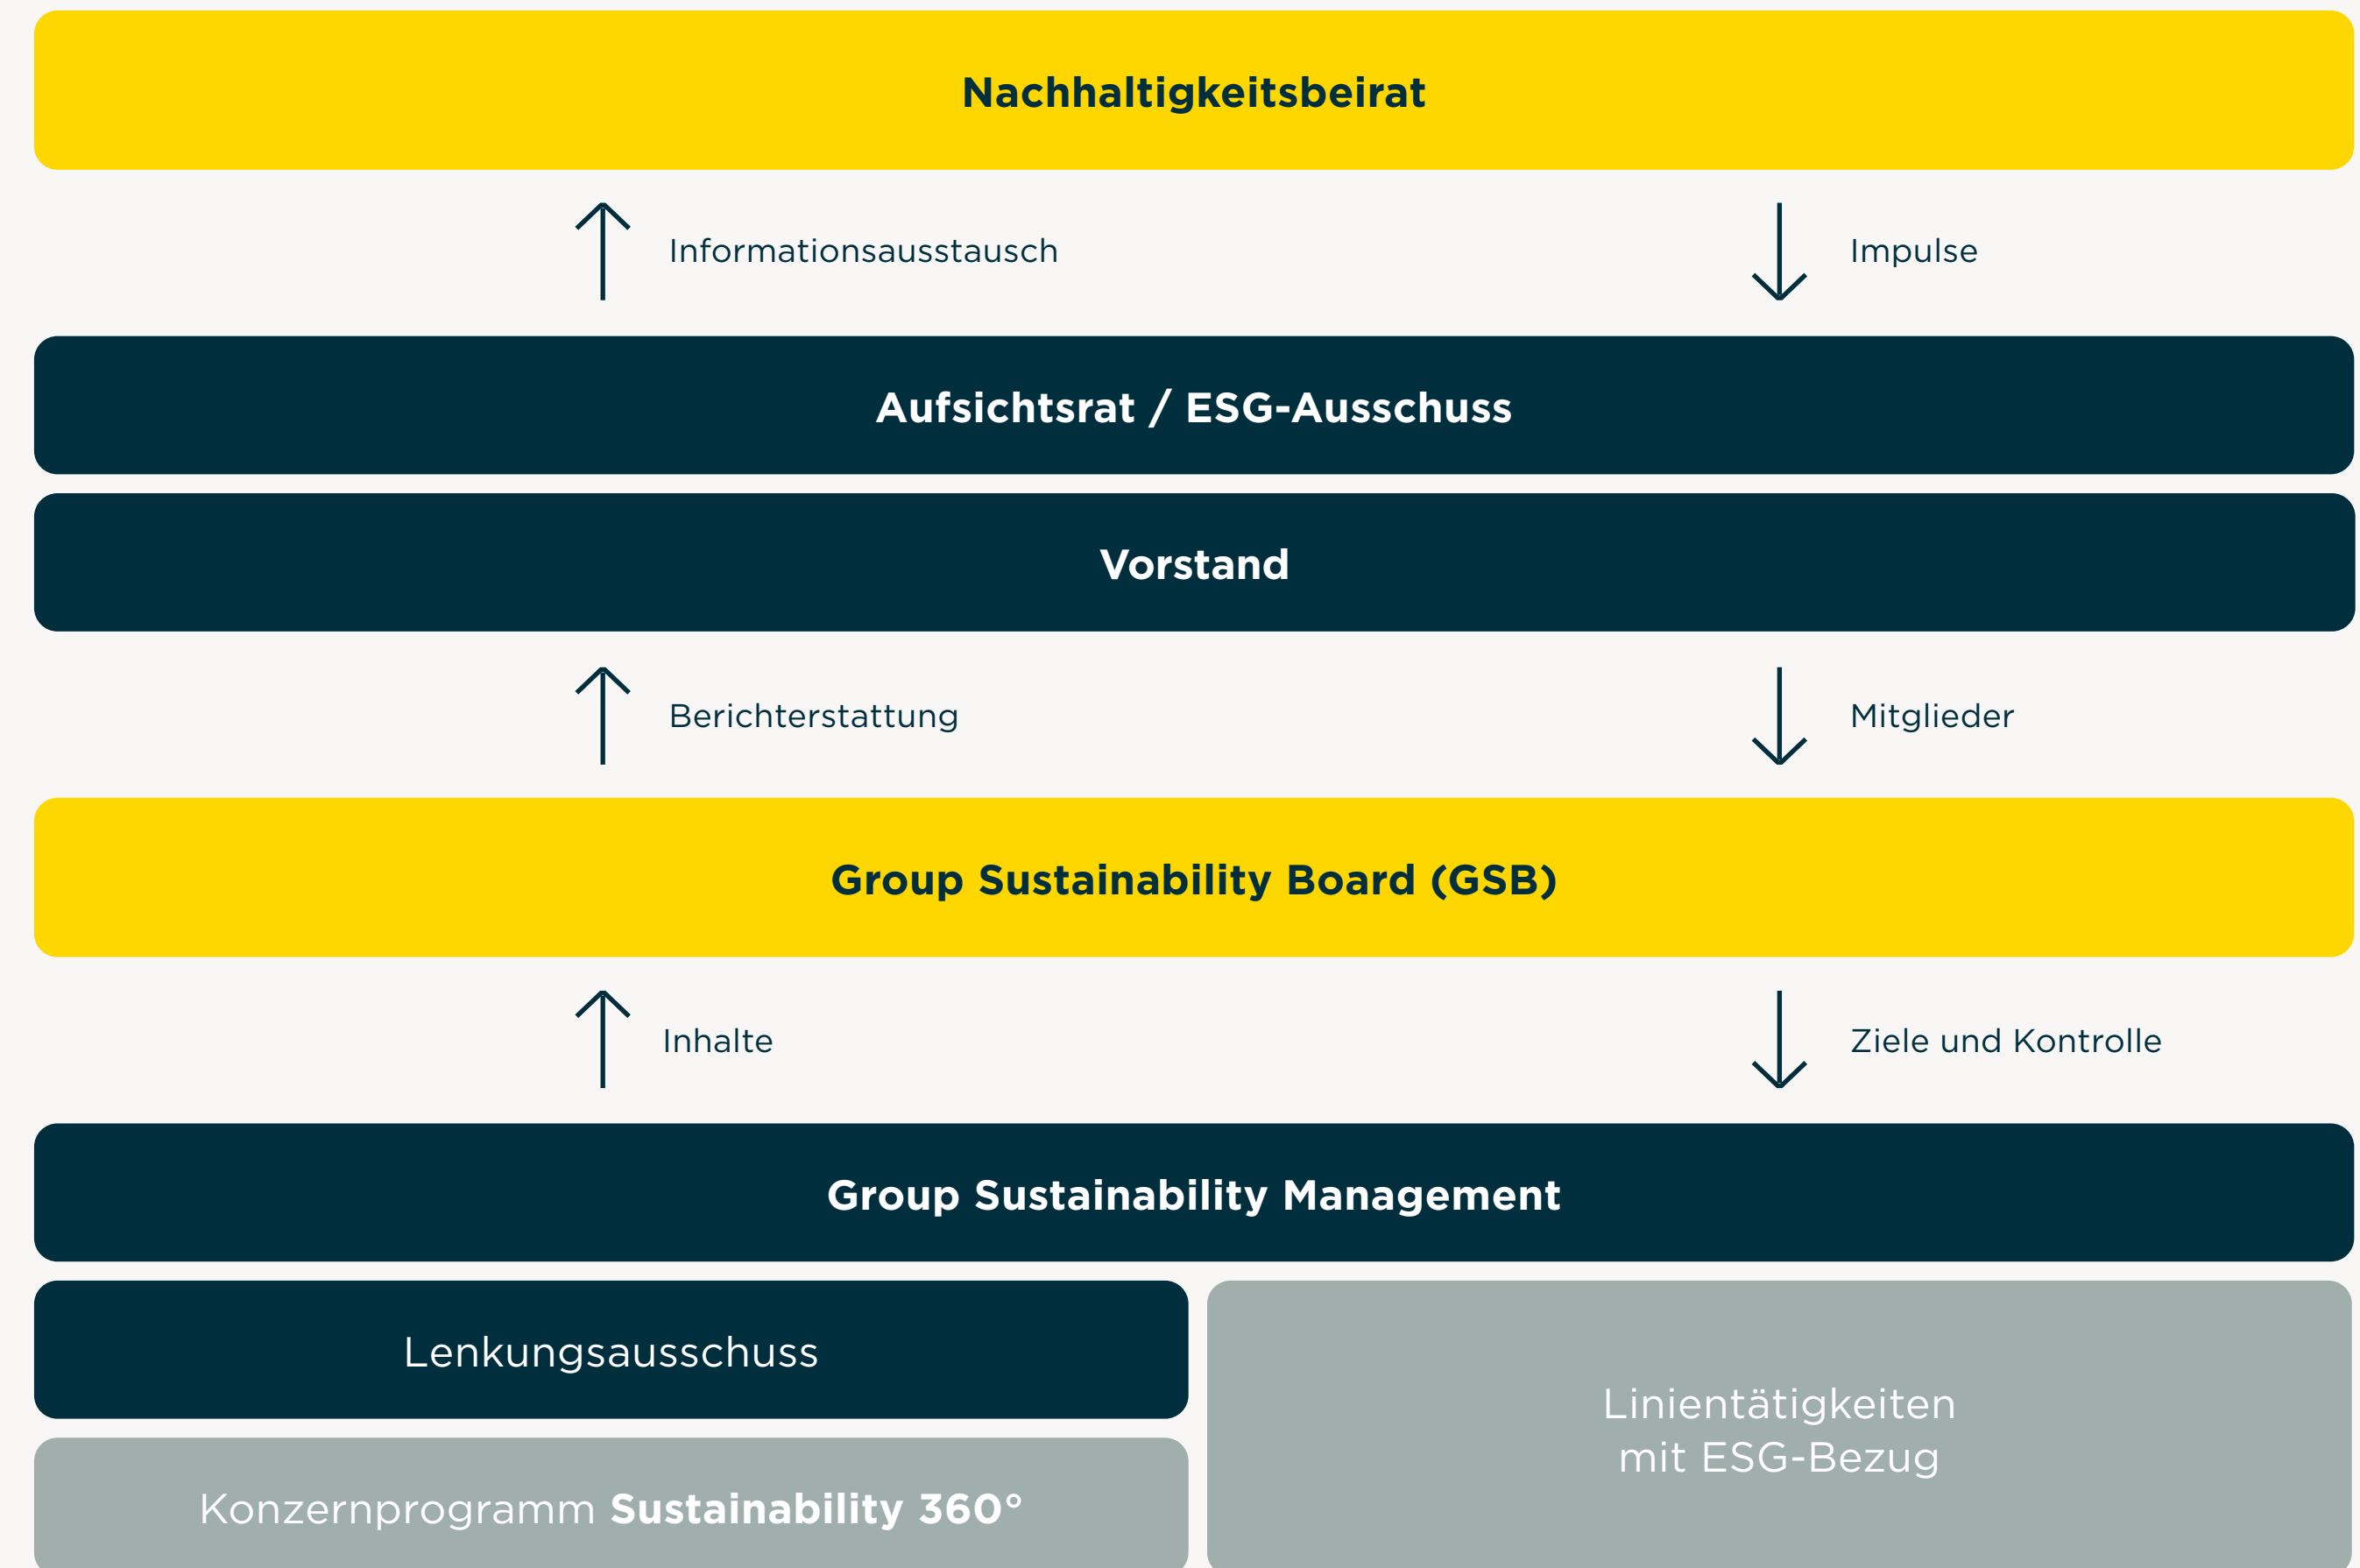 Nachhaltigkeitsbeirat
Informationsausstausch
Impulse
Aufsichtsrat / ESG-Ausschuss
Vorstand
Berichterstattung
Mitglieder
Group Sustainability Board (GSB)
Inhalte
Ziele und Kontrolle
Group Sustainability Management
Lenkungsausschuss
Linientätigkeiten
mit ESG-Bezug
Konzernprogramm Sustainability 360°